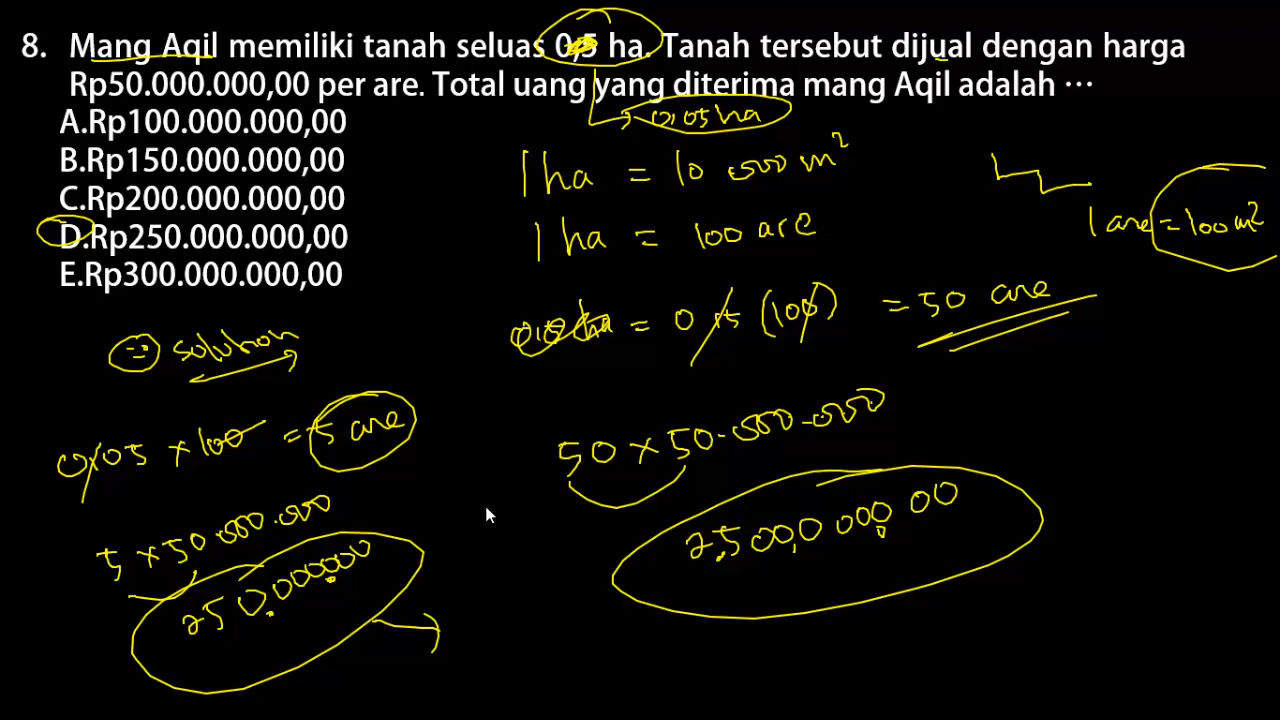 8. Mang Aqil memiliki tanah seluas 0,5 ha. Tanah tersebut dijual dengan harga
Rp50.000.000,00 per are. Total uang yang diterima mang Aqil adalah ⋯
A.Rp100.000.000,00
B.Rp150.000.000,00
C.Rp200.000.000,00
D.Rp250.000.000,00
E.Rp300.000.000,00
0,05 ha
1 ha = 10.000 m²
1 ha = 100 are
1 are = 100 m²
= 0,5 (100) = 50 are
⇒ solution
0,05 × 100 = 5 are
5 × 50.000.000
250.000.000
50 × 50.000.000
2.500.000.000